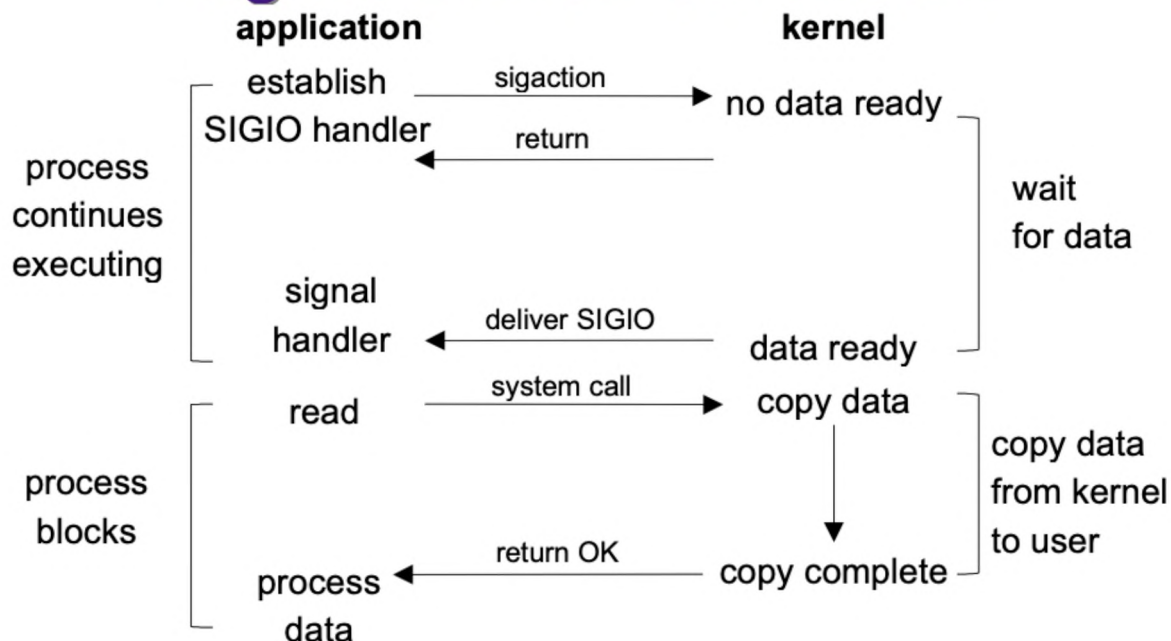 application
kernel
establish
SIGIO handler
sigaction
no data ready
return
process
continues
executing
wait
for data
signal
handler
deliver SIGIO
data ready
read
system call
copy data
process
blocks
copy data
from kernel
to user
return OK
copy complete
process
data